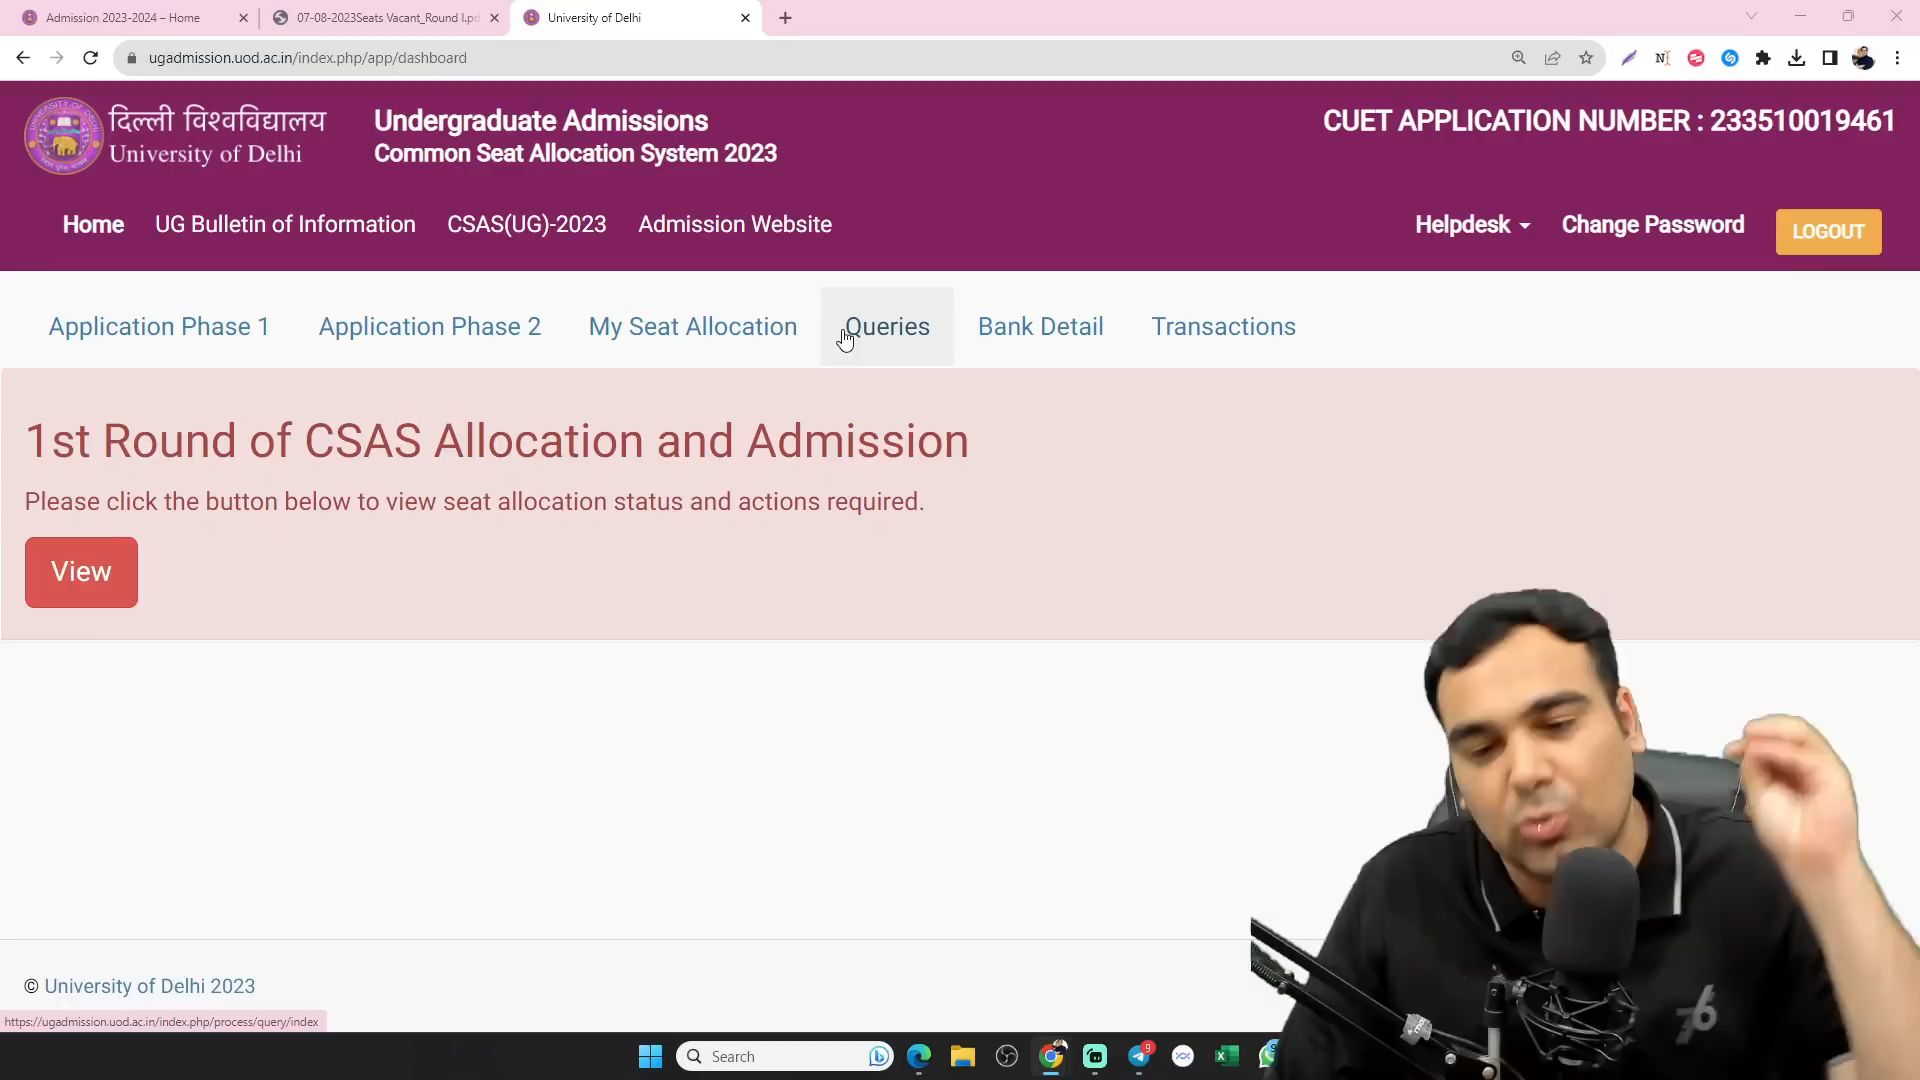 Admission 2023-2024 – Home
07-08-2023Seats Vacant_Round I.pd
University of Delhi
ugadmission.uod.ac.in/index.php/app/dashboard
दिल्ली विश्वविद्यालय
University of Delhi
Undergraduate Admissions
Common Seat Allocation System 2023
CUET APPLICATION NUMBER : 233510019461
Home UG Bulletin of Information CSAS(UG)-2023 Admission Website Helpdesk Change Password LOGOUT
Application Phase 1 Application Phase 2 My Seat Allocation Queries Bank Detail Transactions
1st Round of CSAS Allocation and Admission
Please click the button below to view seat allocation status and actions required.
View
© University of Delhi 2023
https://ugadmission.uod.ac.in/index.php/process/query/index
Search
9